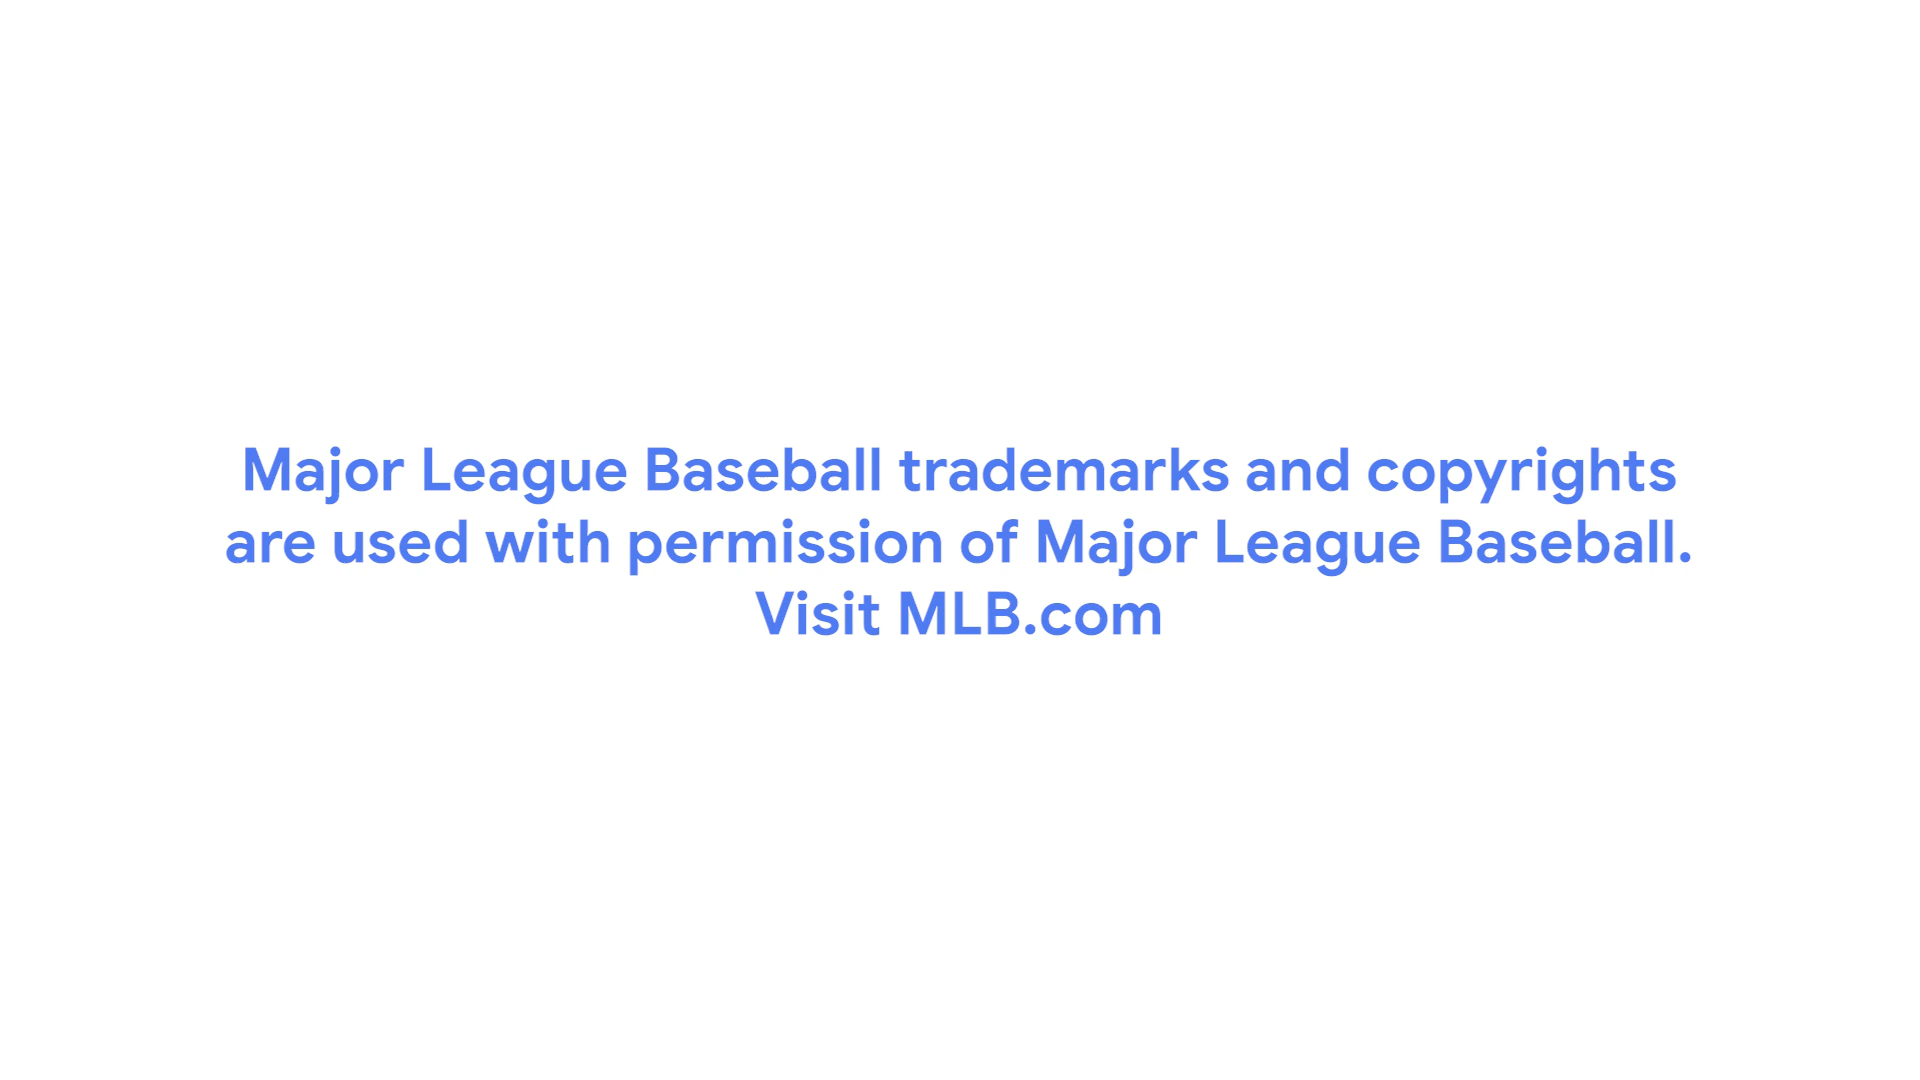 Major League Baseball trademarks and copyrights
are used with permission of Major League Baseball.
Visit MLB.com